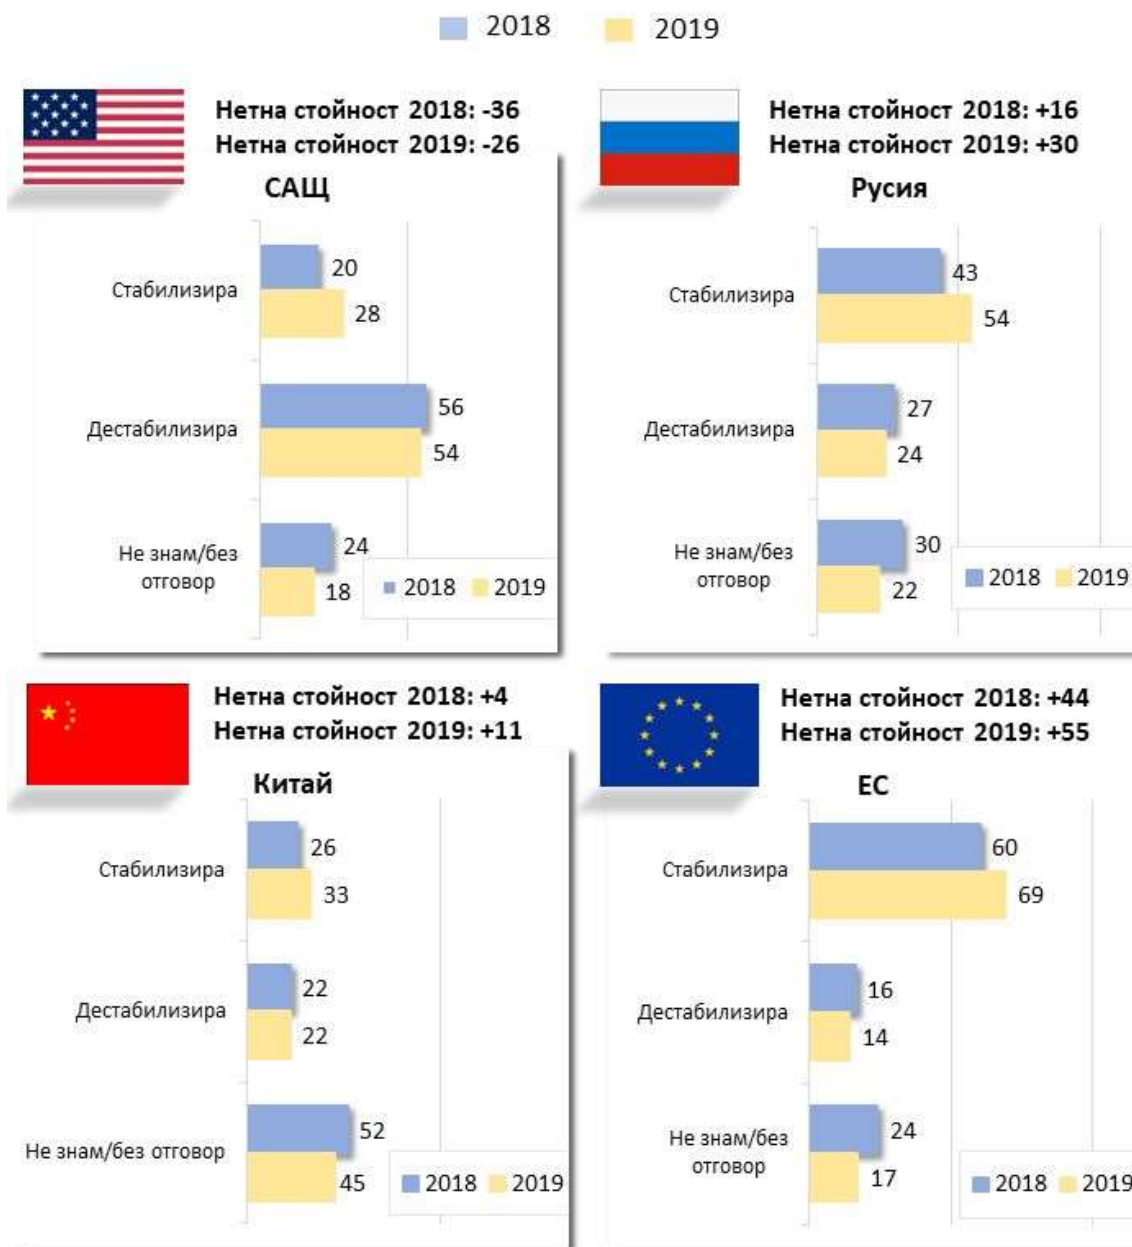 2018 2019
Нетна стойност 2018: -36
Нетна стойност 2019: -26
САЩ
Стабилизира
20
28
Дестабилизира
56
54
Не знам/без
отговор
24
18
2018 2019
Нетна стойност 2018: +16
Нетна стойност 2019: +30
Русия
Стабилизира
43
54
Дестабилизира
27
24
Не знам/без
отговор
30
22
2018 2019
Нетна стойност 2018: +4
Нетна стойност 2019: +11
Китай
Стабилизира
26
33
Дестабилизира
22
22
Не знам/без отговор
52
45
2018 2019
Нетна стойност 2018: +44
Нетна стойност 2019: +55
ЕС
Стабилизира
60
69
Дестабилизира
16
14
Не знам/без
отговор
24
17
2018 2019